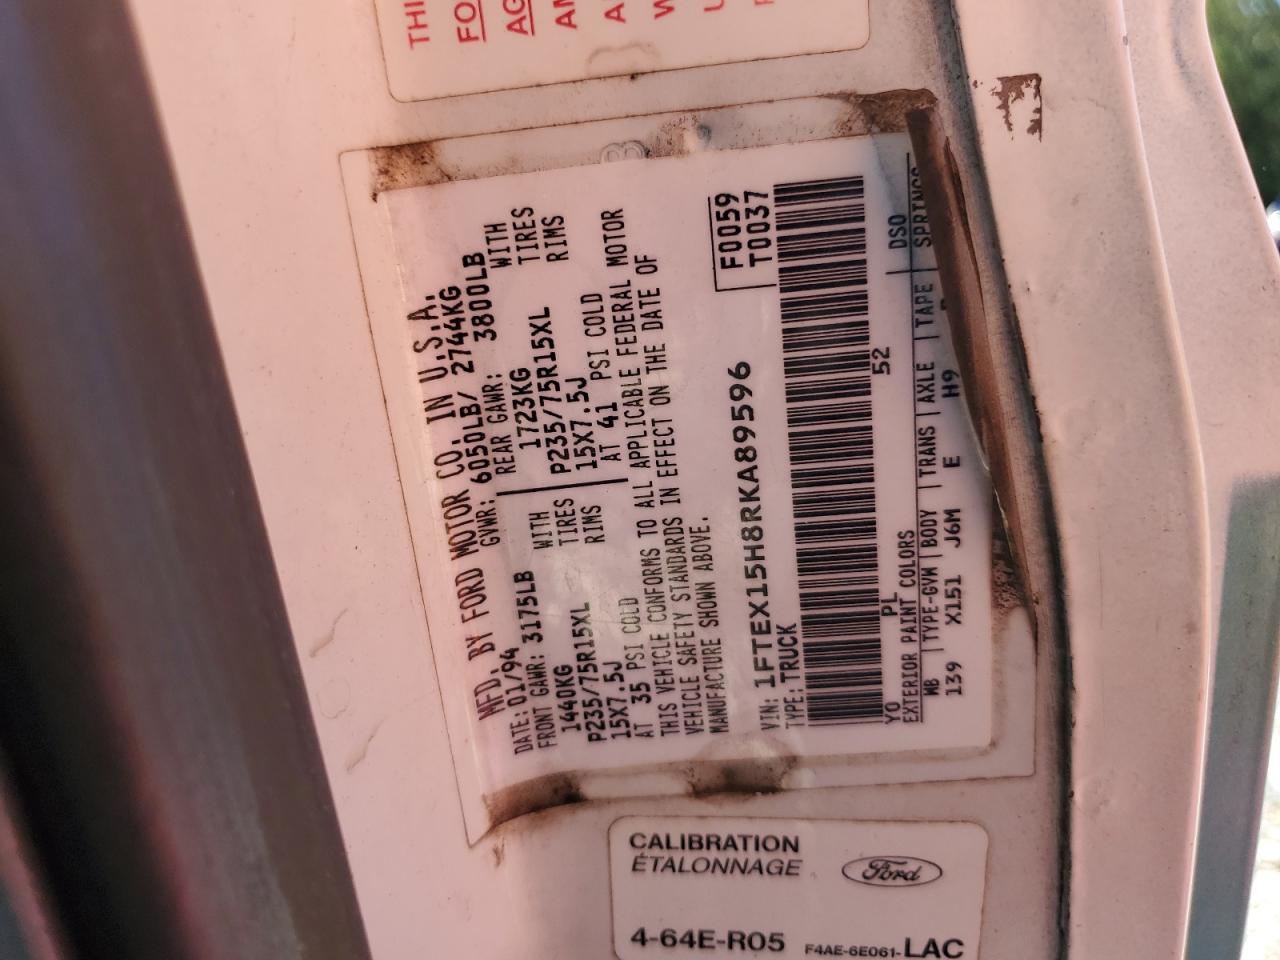 THI
FO
AG
MFD. BY FORD MOTOR CO. IN U.S.A.
DATE: 01/94 GVWR: 6050LB/ 2744KG
FRONT GAWR: 3175LB REAR GAWR: 3800LB
1440KG WITH 1723KG WITH
P235/75R15XL TIRES P235/75R15XL TIRES
15X7.5J RIMS 15X7.5J RIMS
AT 35 PSI COLD AT 41 PSI COLD
THIS VEHICLE CONFORMS TO ALL APPLICABLE FEDERAL MOTOR
VEHICLE SAFETY STANDARDS IN EFFECT ON THE DATE OF
MANUFACTURE SHOWN ABOVE.
F0059
VIN: 1FTEX15H8RKA89596 T0037
TYPE: TRUCK
YO PL 52
EXTERIOR PAINT COLORS DSO
WB TYPE-GVW BODY TRANS AXLE TAPE SPRINGS
139 X151 J6M E H9
CALIBRATION
ÉTALONNAGE
Ford
4-64E-R05 F4AE-6E061-LAC